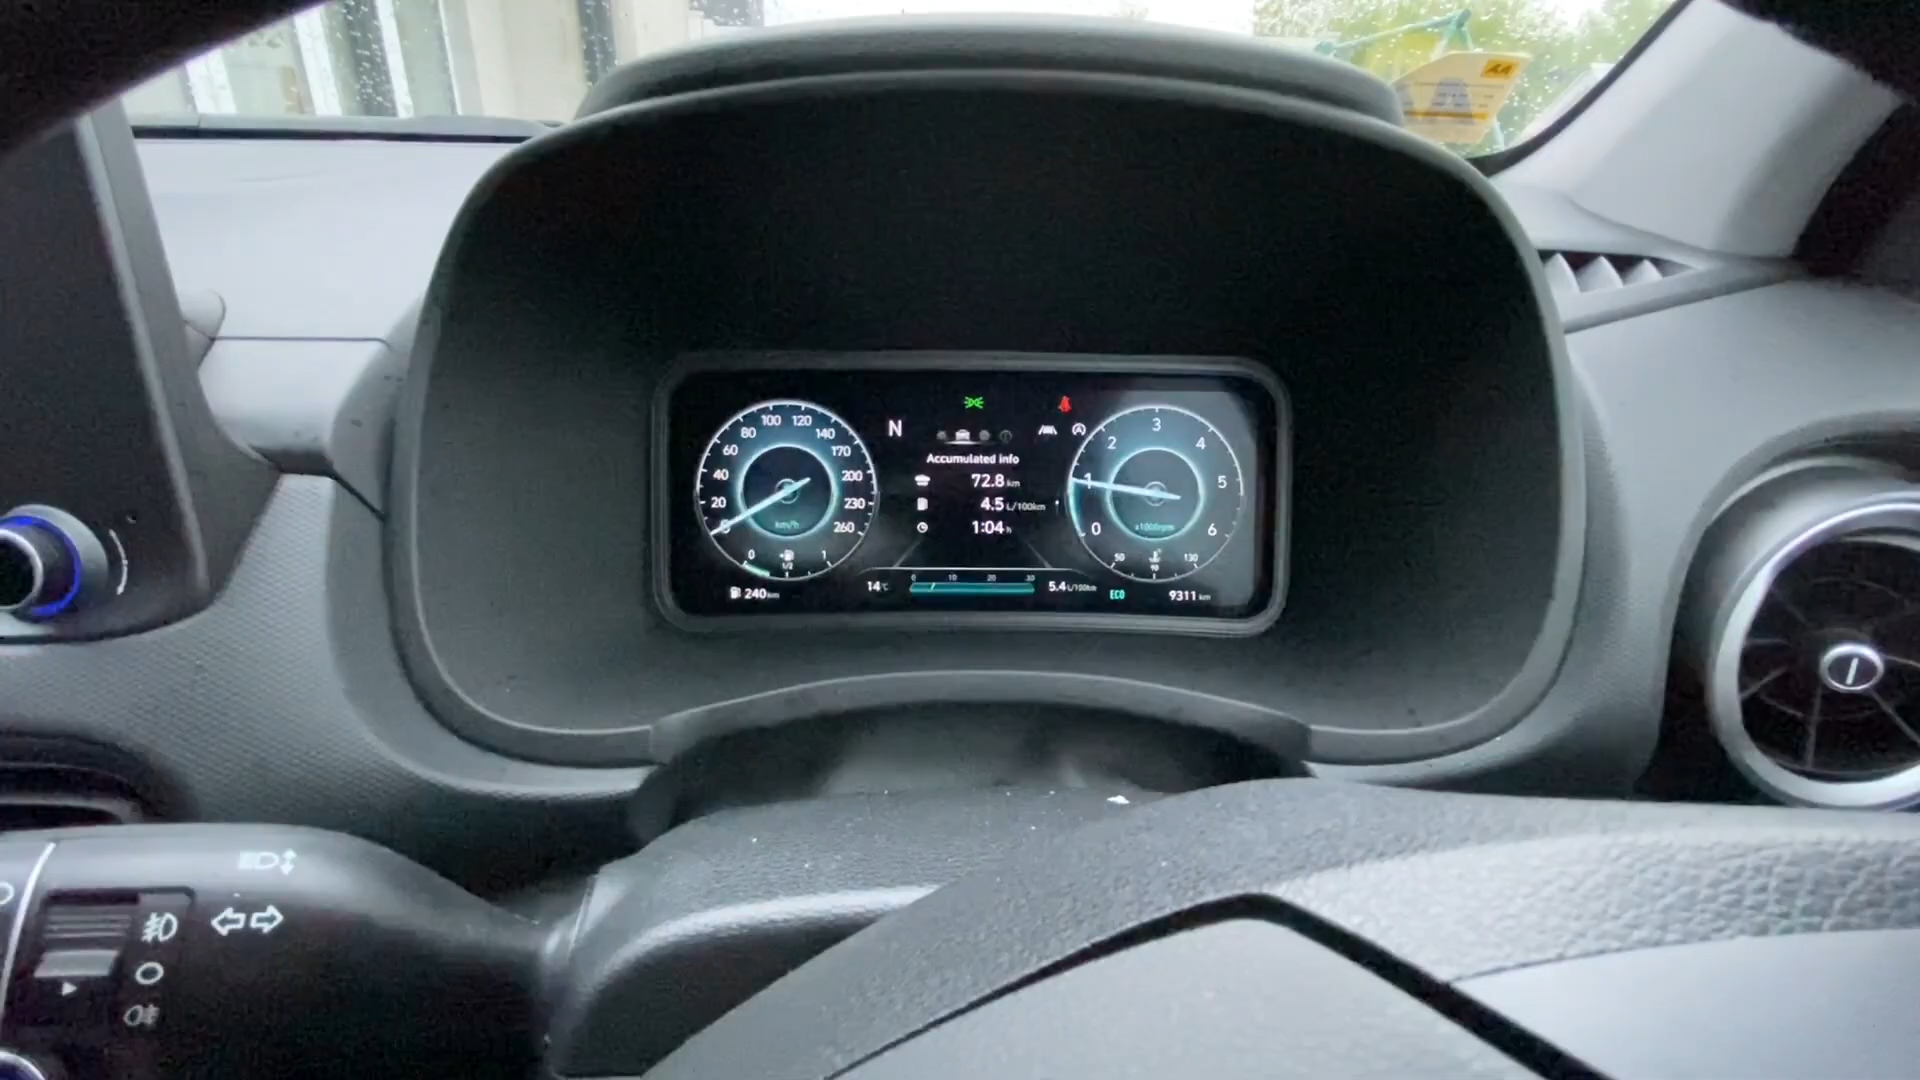 AA
0 20 40 60 80 100 120 140 170 200 230 260
km/h
0 1/2 1
240 km
N
Accumulated info
72.8 km
4.5 L/100km
1:04 h
14°C
0 10 20 30
5.4 L/100km
ECO
0 1 2 3 4 5 6
x1000rpm
50 90 130
9311 km